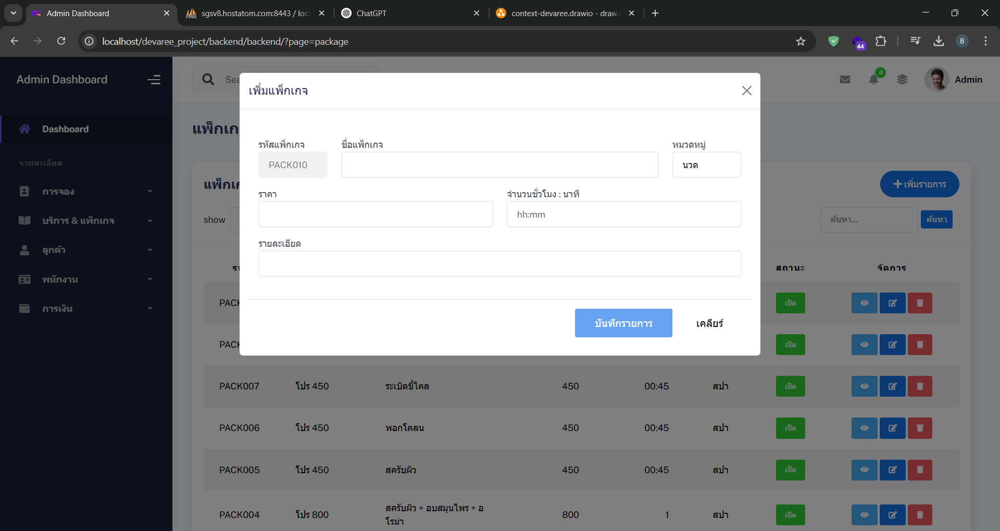 Admin Dashboard
sgsv8.hostatom.com:8443 / loca
ChatGPT
context-devaree.drawio - draw.i
localhost/devaree_project/backend/backend/?page=package
44
B
Admin Dashboard
Sea
4
Admin
Dashboard
รายละเอียด
การจอง
บริการ & แพ็กเกจ
ลูกค้า
พนักงาน
การเงิน
แพ็กเก
แพ็กเก
เพิ่มรายการ
show
ค้นหา...
ค้นหา
เพิ่มแพ็กเกจ
รหัสแพ็กเกจ
ชื่อแพ็กเกจ
หมวดหมู่
PACK010
นวด
ราคา
จำนวนชั่วโมง : นาที
hh:mm
รายละเอียด
บันทึกรายการ
เคลียร์
สถานะ
จัดการ
PACK
เปิด
PACK
เปิด
PACK007 โปร 450 ระเบิดขี้ไคล 450 00:45 สปา เปิด
PACK006 โปร 450 พอกโคลน 450 00:45 สปา เปิด
PACK005 โปร 450 สครับผิว 450 00:45 สปา เปิด
PACK004 โปร 800 สครับผิว + อบสมุนไพร + อ
โรม่า 800 1 สปา เปิด